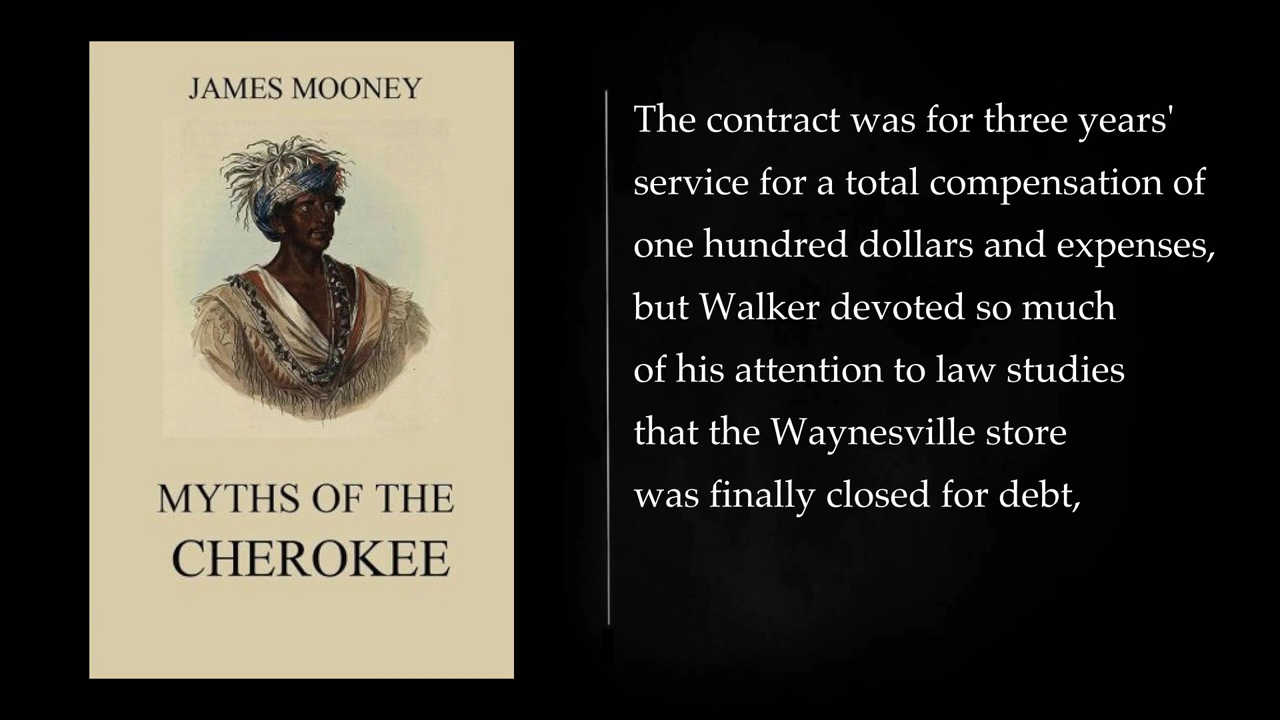 JAMES MOONEY
MYTHS OF THE
CHEROKEE
The contract was for three years'
service for a total compensation of
one hundred dollars and expenses,
but Walker devoted so much
of his attention to law studies
that the Waynesville store
was finally closed for debt,